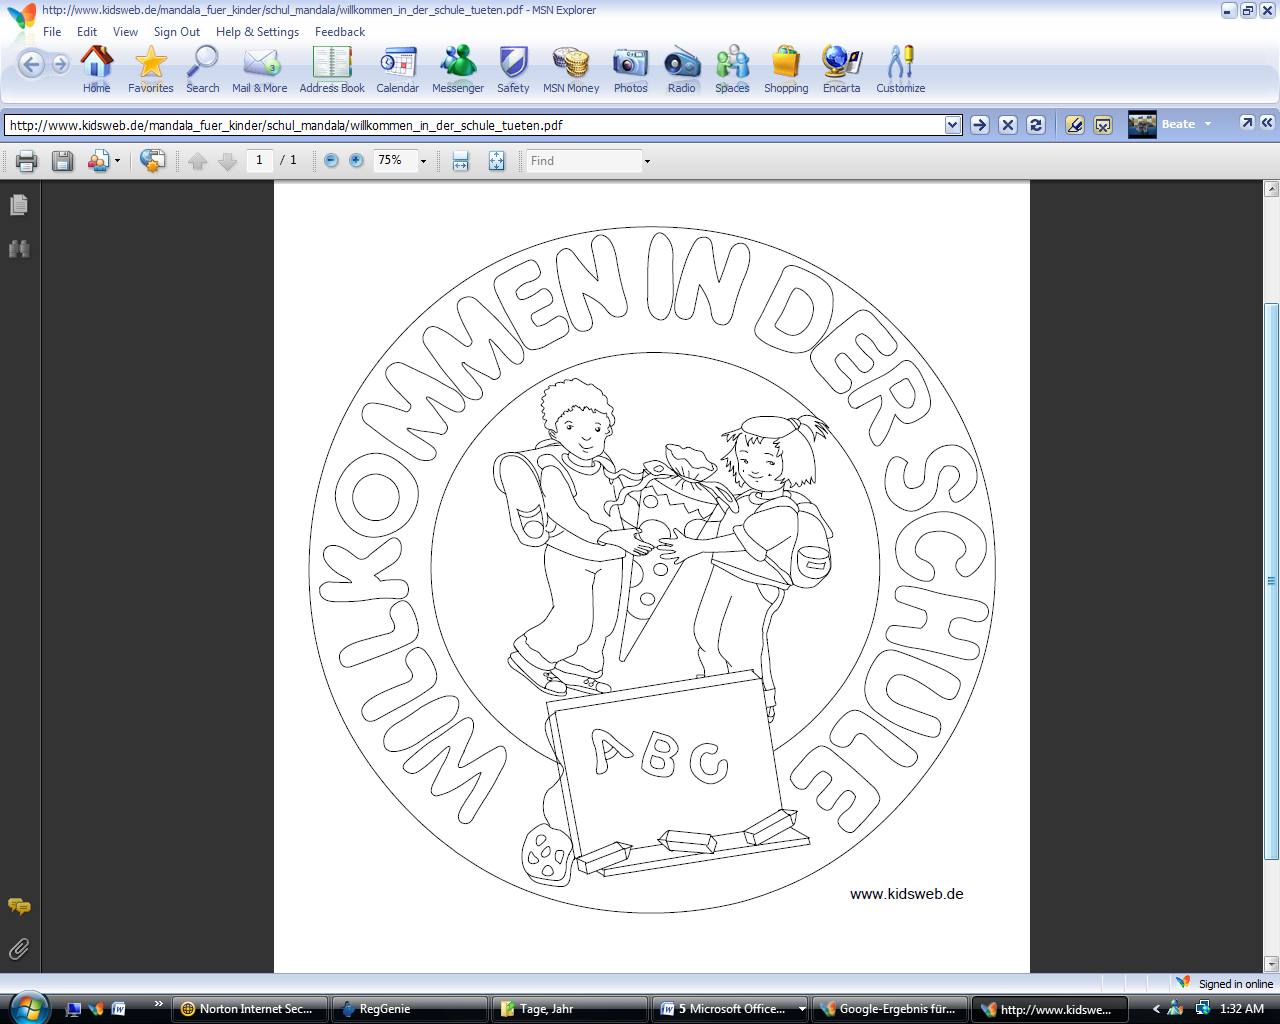 http://www.kidsweb.de/mandala_fuer_kinder/schul_mandala/willkommen_in_der_schule_tueten.pdf - MSN Explorer
File Edit View Sign Out Help & Settings Feedback
Home Favorites Search Mail & More Address Book Calendar Messenger Safety MSN Money Photos Radio Spaces Shopping Encarta Customize
http://www.kidsweb.de/mandala_fuer_kinder/schul_mandala/willkommen_in_der_schule_tueten.pdf
Beate
1 / 1 75% Find
WILLKOMMEN IN DER SCHULE
ABC
www.kidsweb.de
Signed in online
Norton Internet Sec... RegGenie Tage, Jahr 5 Microsoft Office... Google-Ergebnis für... http://www.kidswe... 1:32 AM